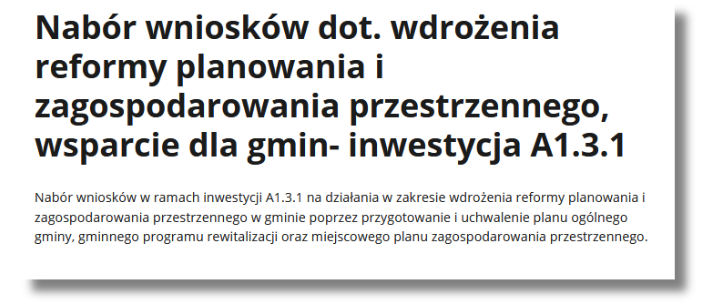 Nabór wniosków dot. wdrożenia
reformy planowania i
zagospodarowania przestrzennego,
wsparcie dla gmin- inwestycja A1.3.1
Nabór wniosków w ramach inwestycji A1.3.1 na działania w zakresie wdrożenia reformy planowania i
zagospodarowania przestrzennego w gminie poprzez przygotowanie i uchwalenie planu ogólnego
gminy, gminnego programu rewitalizacji oraz miejscowego planu zagospodarowania przestrzennego.